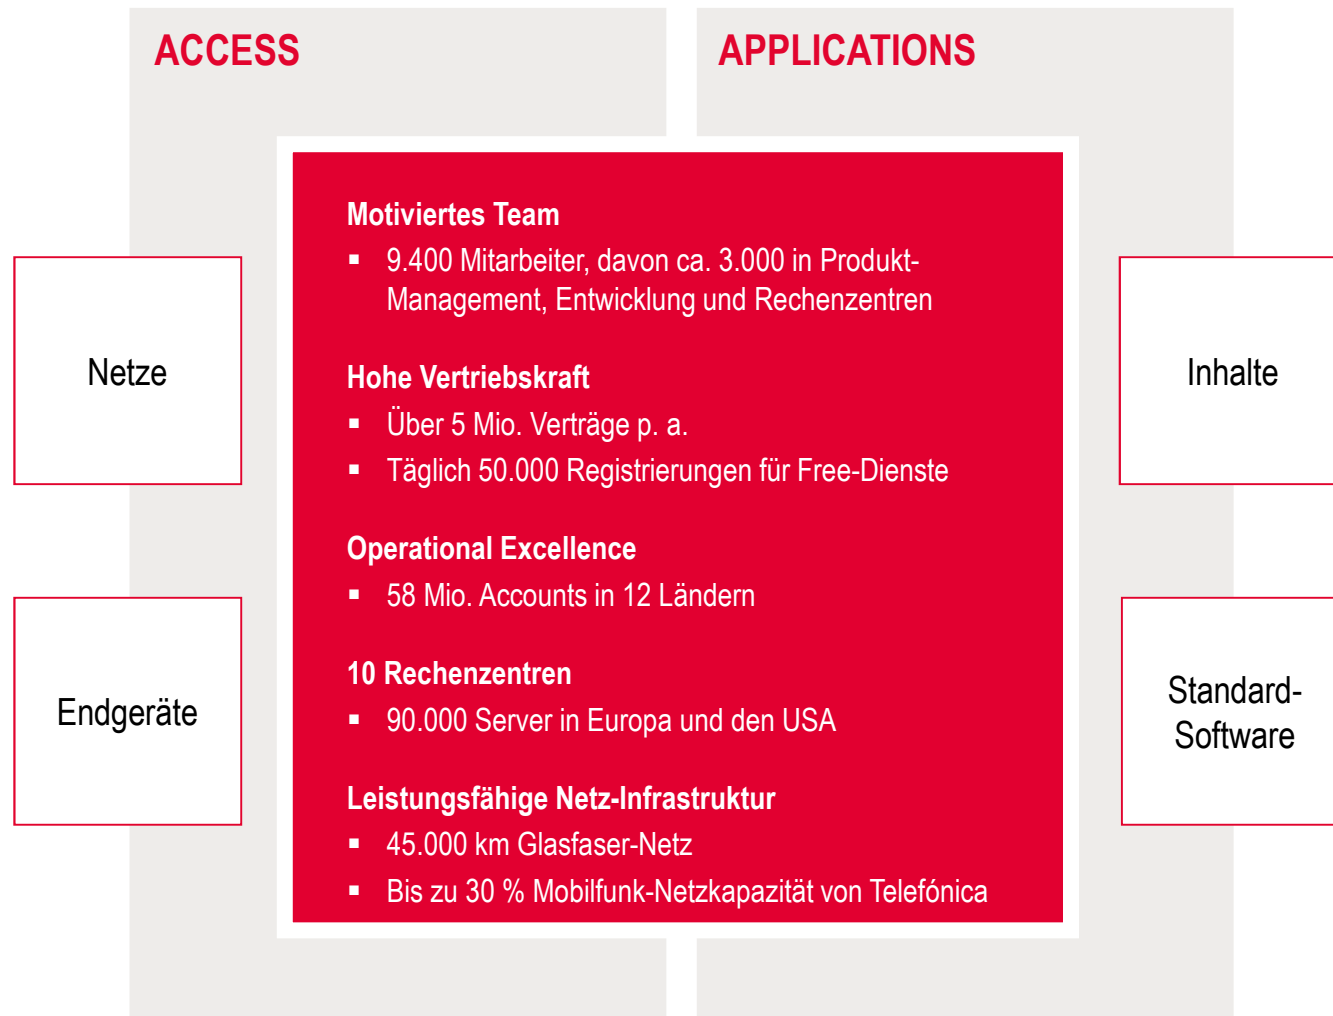 ACCESS
APPLICATIONS
Motiviertes Team
▪ 9.400 Mitarbeiter, davon ca. 3.000 in Produkt-
Management, Entwicklung und Rechenzentren
Hohe Vertriebskraft
▪ Über 5 Mio. Verträge p. a.
▪ Täglich 50.000 Registrierungen für Free-Dienste
Operational Excellence
▪ 58 Mio. Accounts in 12 Ländern
10 Rechenzentren
▪ 90.000 Server in Europa und den USA
Leistungsfähige Netz-Infrastruktur
▪ 45.000 km Glasfaser-Netz
▪ Bis zu 30 % Mobilfunk-Netzkapazität von Telefónica
Netze
Endgeräte
Inhalte
Standard-
Software